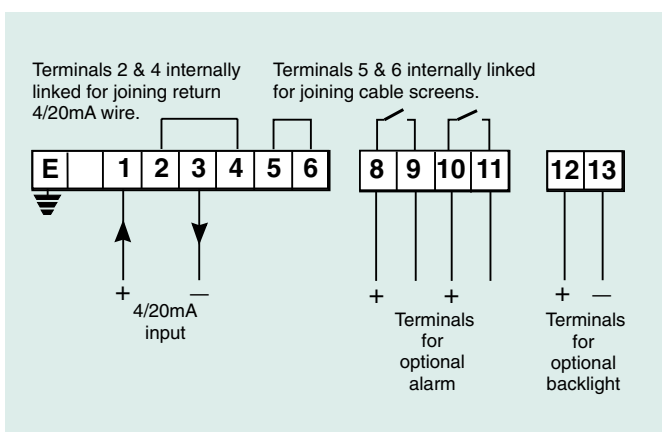 Terminals 2 & 4 internally
linked for joining return
4/20mA wire.
Terminals 5 & 6 internally linked
for joining cable screens.
E 1 2 3 4 5 6
8 9 10 11
12 13
+ —
4/20mA
input
+ +
Terminals
for
optional
alarm
+ —
Terminals
for
optional
backlight